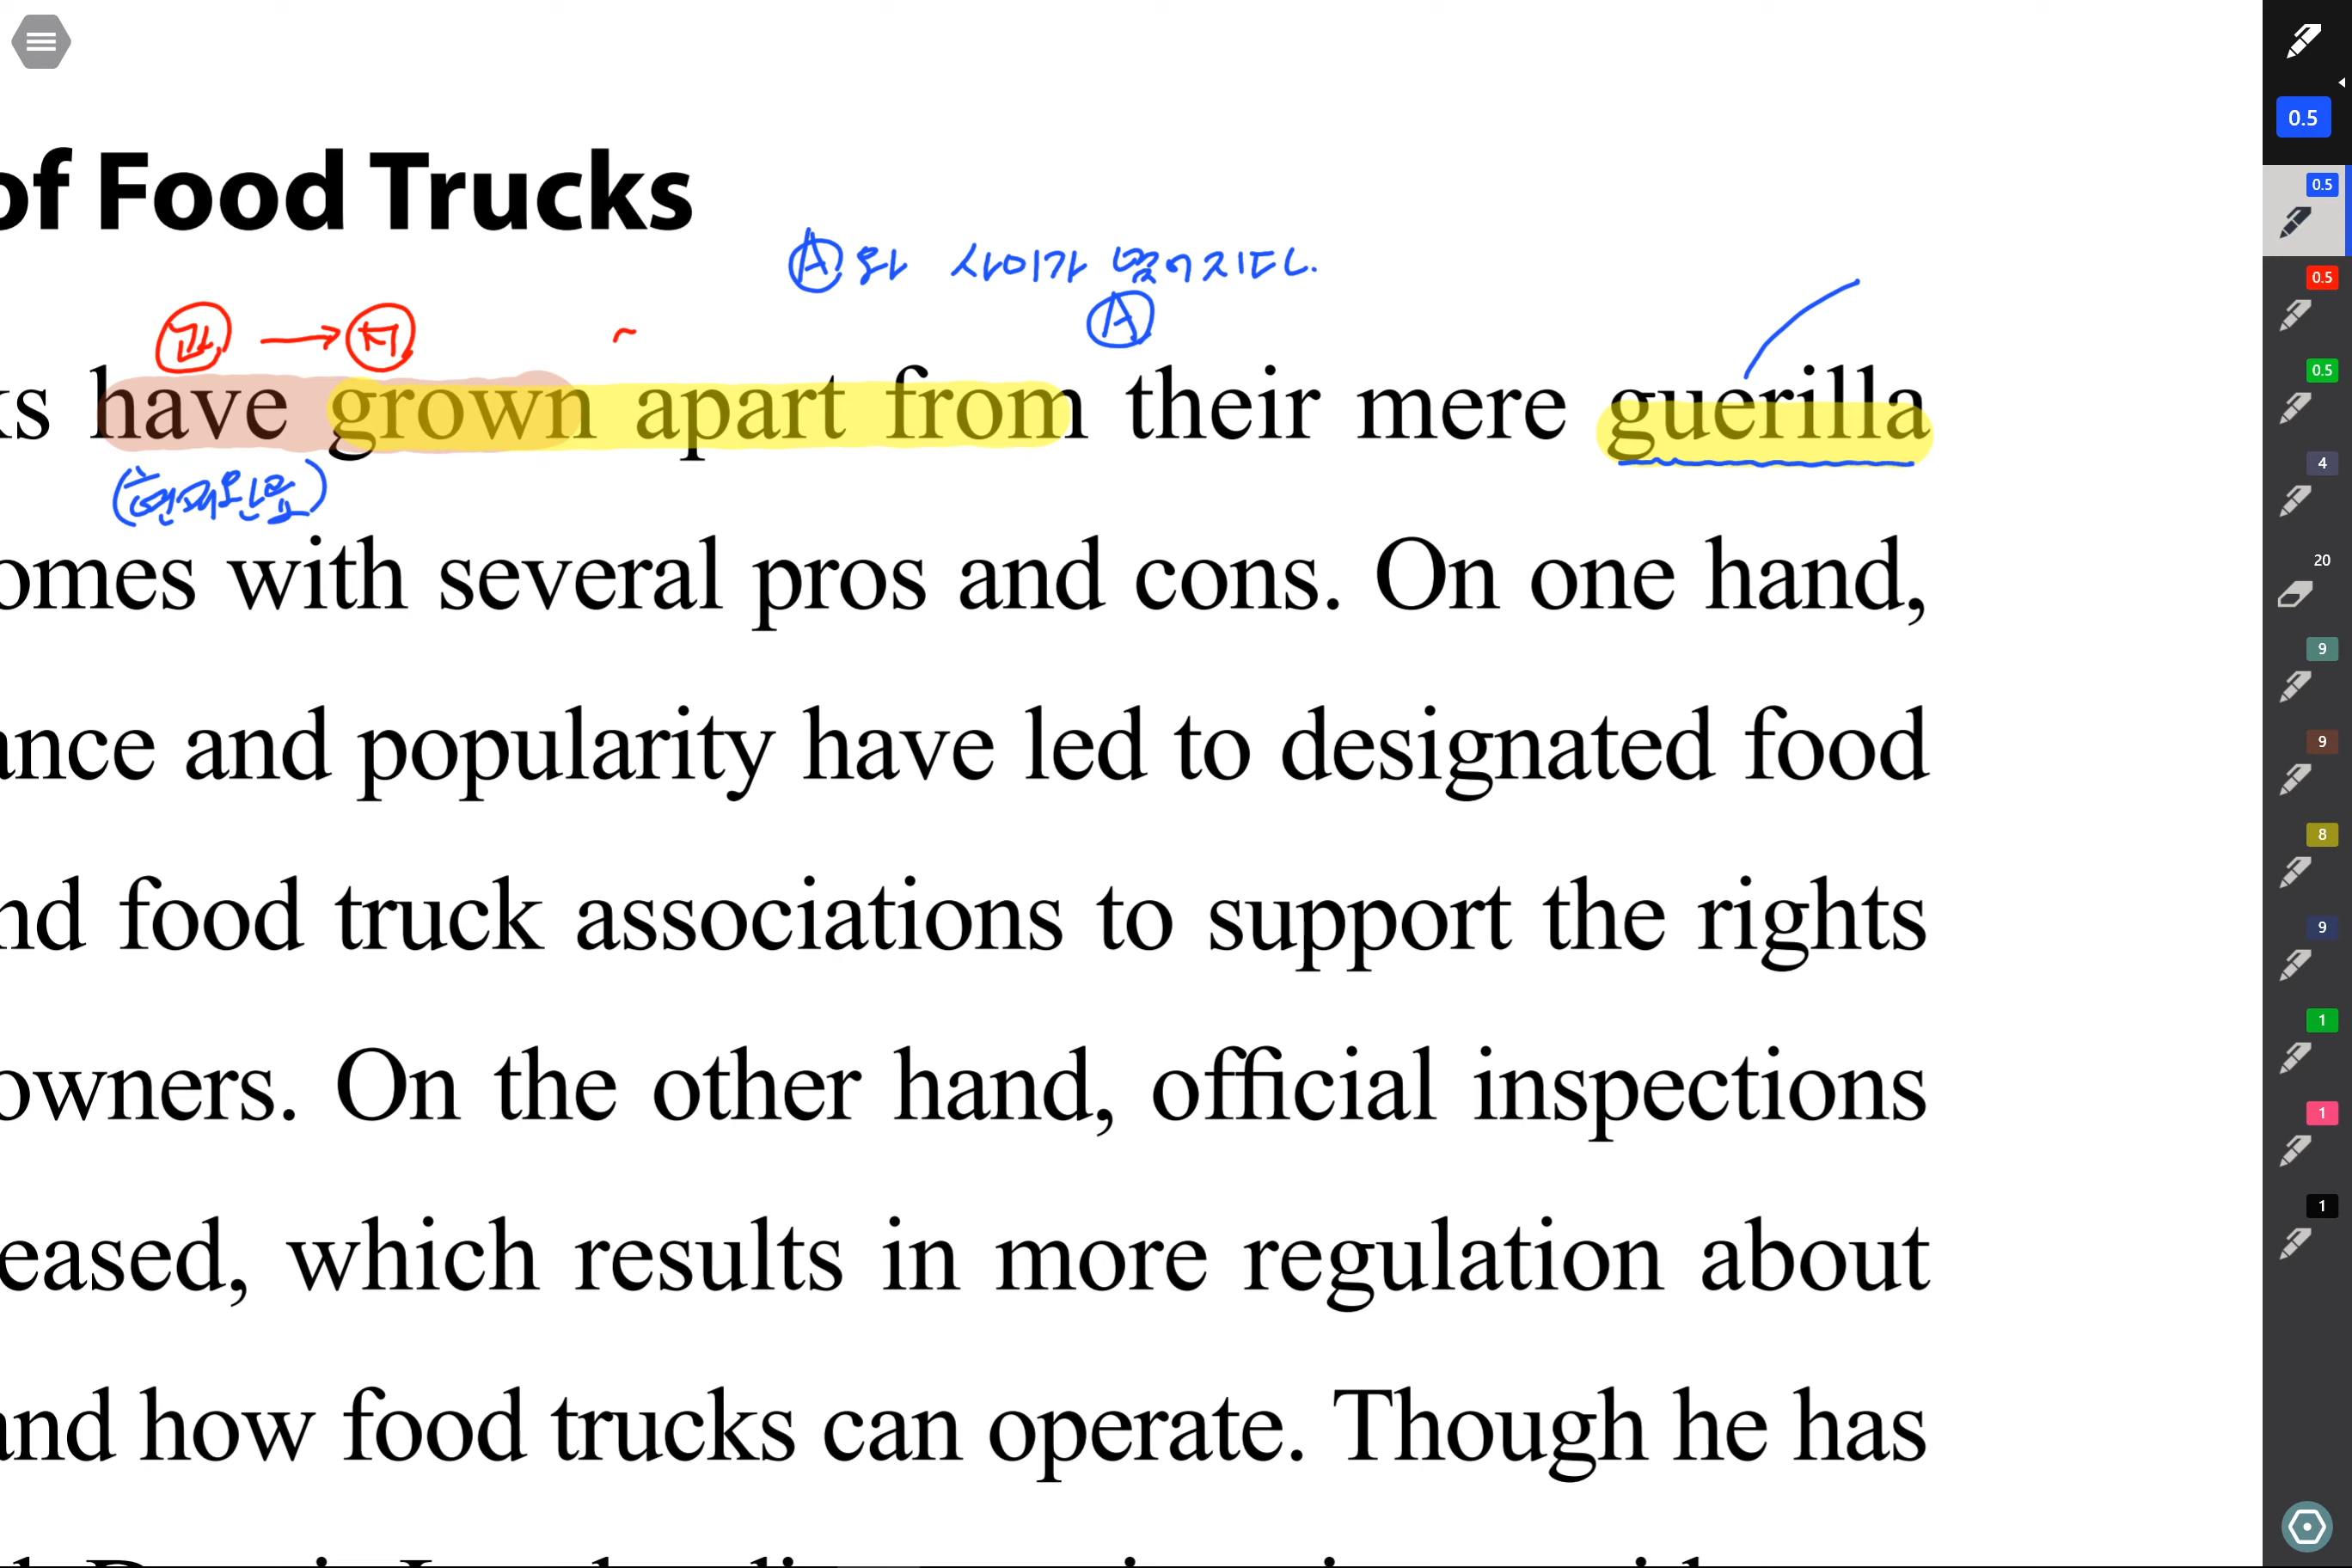 of Food Trucks
A와 사이가 멀어지다.
과 → 현 ~
A
ks have grown apart from their mere guerilla
(현재완료)
omes with several pros and cons. On one hand,
ance and popularity have led to designated food
nd food truck associations to support the rights
owners. On the other hand, official inspections
eased, which results in more regulation about
and how food trucks can operate. Though he has
0.5
0.5
0.5
0.5
4
20
9
9
8
9
1
1
1